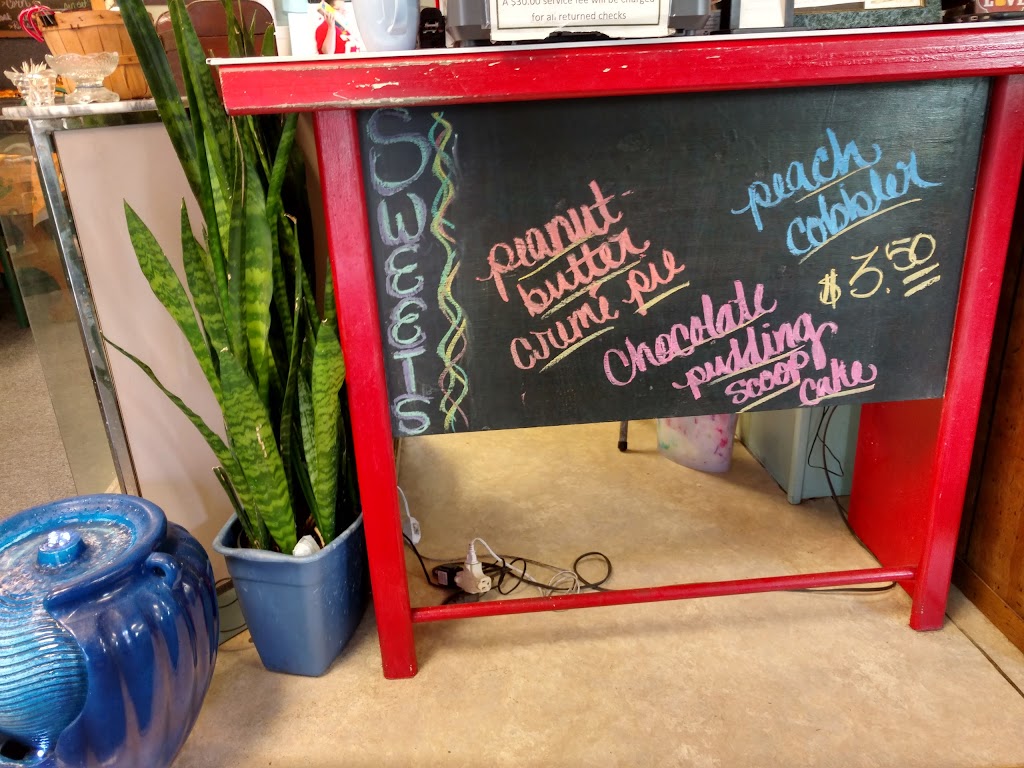 A $30.00 service fee will be charged
for all returned checks
SWEETS
peanut
butter
creme pie
peach
cobbler
$3.50
chocolate
pudding
scoop
cake